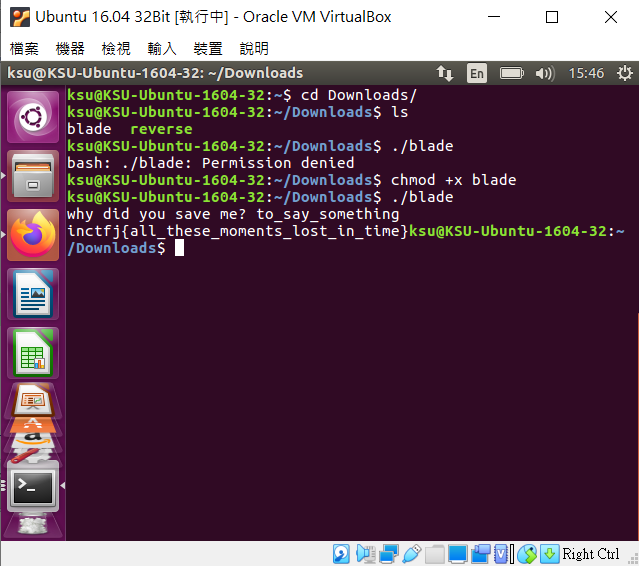 Ubuntu 16.04 32Bit [執行中] - Oracle VM VirtualBox
檔案 機器 檢視 輸入 裝置 說明
ksu@KSU-Ubuntu-1604-32: ~/Downloads En 15:46
ksu@KSU-Ubuntu-1604-32:~$ cd Downloads/
ksu@KSU-Ubuntu-1604-32:~/Downloads$ ls
blade  reverse
ksu@KSU-Ubuntu-1604-32:~/Downloads$ ./blade
bash: ./blade: Permission denied
ksu@KSU-Ubuntu-1604-32:~/Downloads$ chmod +x blade
ksu@KSU-Ubuntu-1604-32:~/Downloads$ ./blade
why did you save me? to_say_something
inctfj{all_these_moments_lost_in_time}ksu@KSU-Ubuntu-1604-32:~
/Downloads$
Right Ctrl